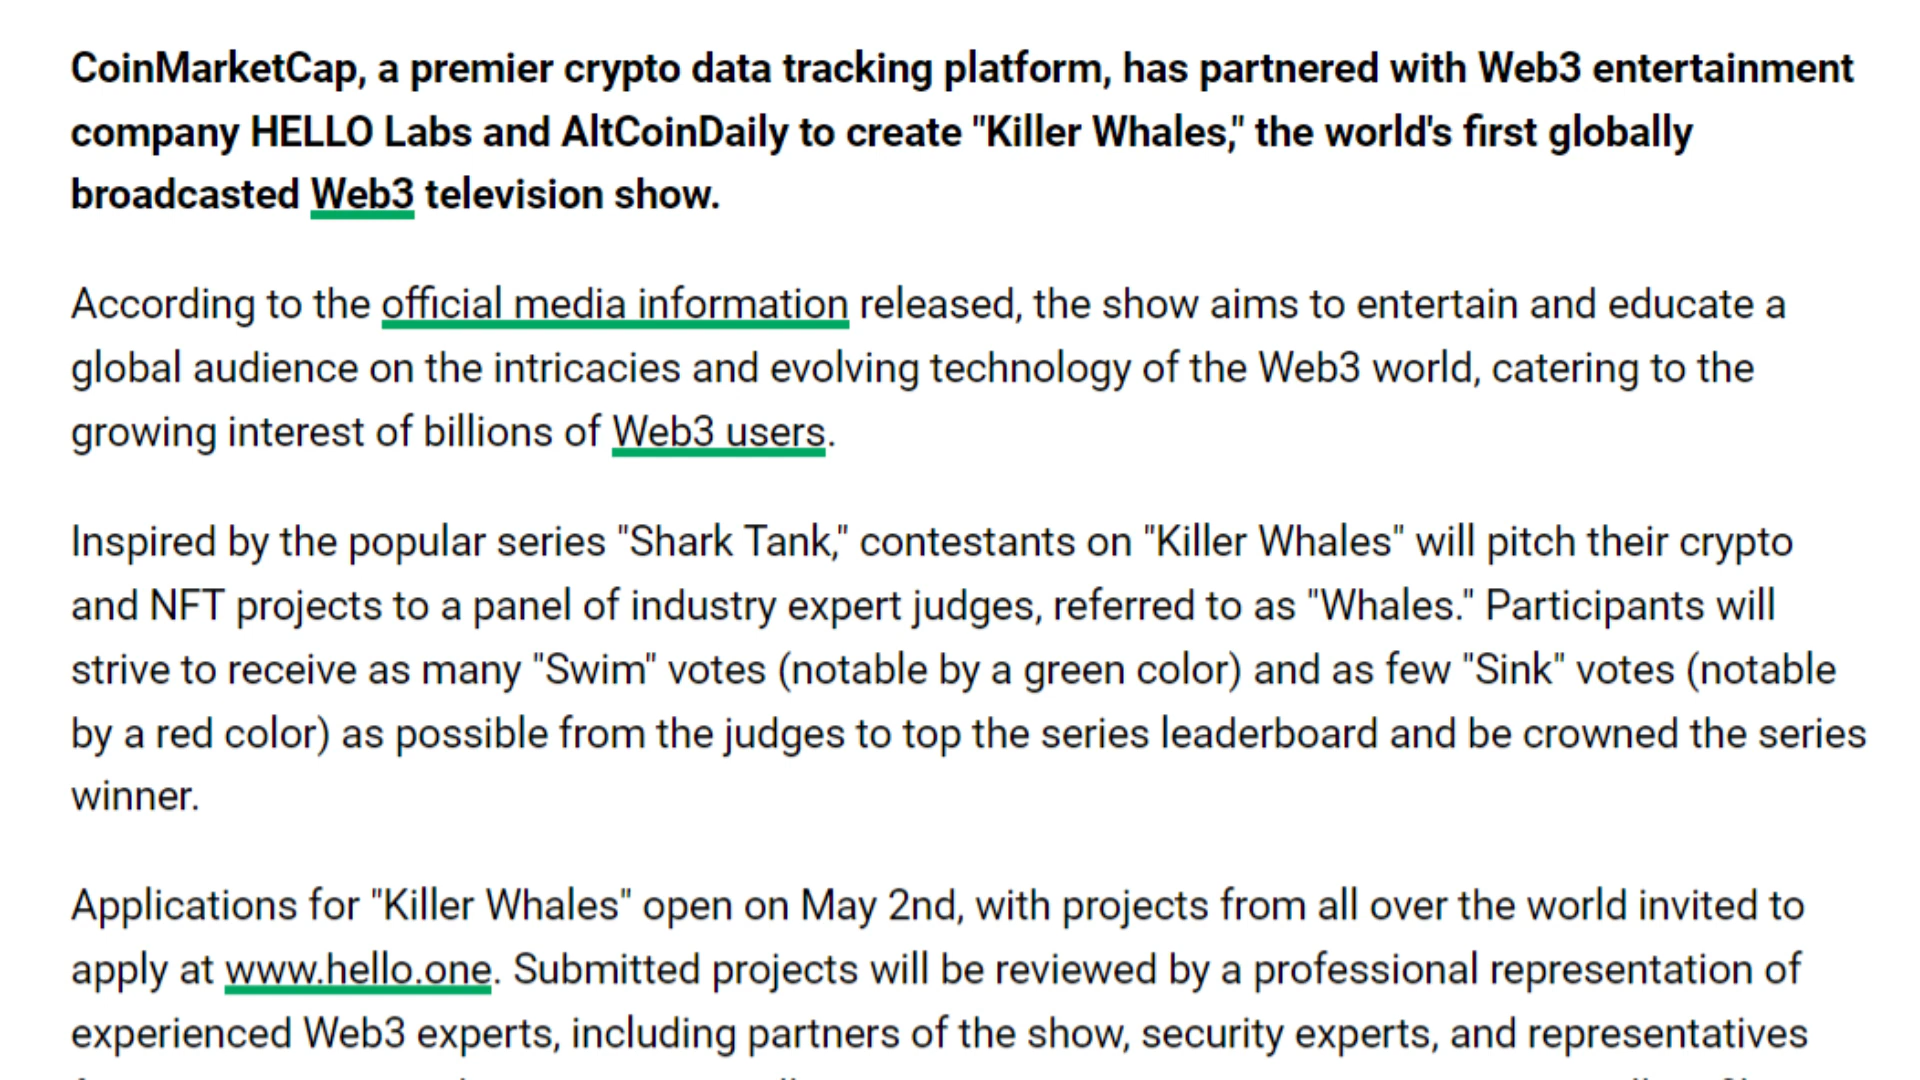 CoinMarketCap, a premier crypto data tracking platform, has partnered with Web3 entertainment
company HELLO Labs and AltCoinDaily to create "Killer Whales," the world's first globally
broadcasted Web3 television show.
According to the official media information released, the show aims to entertain and educate a
global audience on the intricacies and evolving technology of the Web3 world, catering to the
growing interest of billions of Web3 users.
Inspired by the popular series "Shark Tank," contestants on "Killer Whales" will pitch their crypto
and NFT projects to a panel of industry expert judges, referred to as "Whales." Participants will
strive to receive as many "Swim" votes (notable by a green color) and as few "Sink" votes (notable
by a red color) as possible from the judges to top the series leaderboard and be crowned the series
winner.
Applications for "Killer Whales" open on May 2nd, with projects from all over the world invited to
apply at www.hello.one. Submitted projects will be reviewed by a professional representation of
experienced Web3 experts, including partners of the show, security experts, and representatives